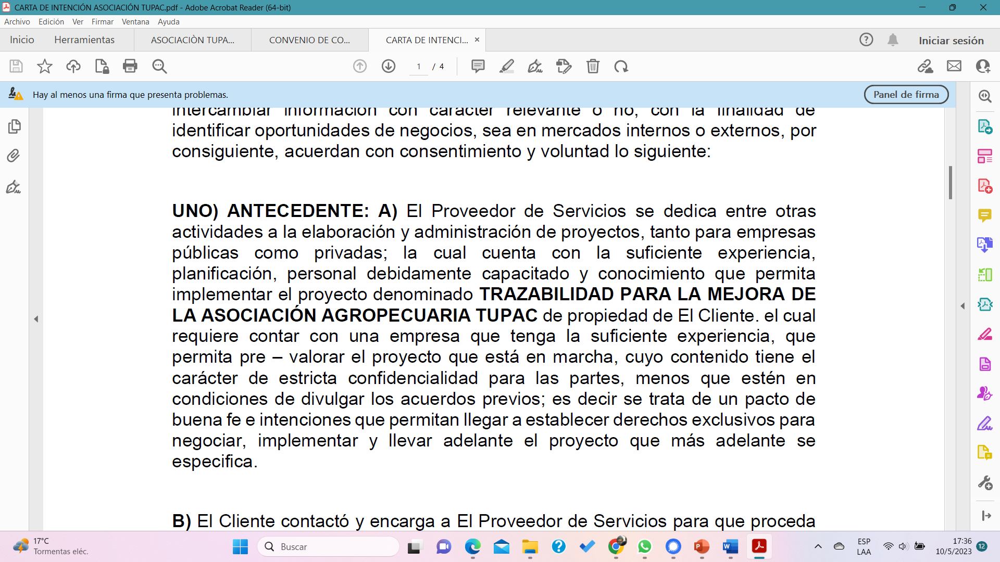 CARTA DE INTENCIÓN ASOCIACIÓN TUPAC.pdf - Adobe Acrobat Reader (64-bit)
Archivo Edición Ver Firmar Ventana Ayuda
Inicio Herramientas ASOCIACIÒN TUPA... CONVENIO DE CO... CARTA DE INTENCI... × Iniciar sesión
1 / 4
Hay al menos una firma que presenta problemas. Panel de firma
intercambiar información con carácter relevante o no, con la finalidad de
identificar oportunidades de negocios, sea en mercados internos o externos, por
consiguiente, acuerdan con consentimiento y voluntad lo siguiente:
UNO) ANTECEDENTE: A) El Proveedor de Servicios se dedica entre otras
actividades a la elaboración y administración de proyectos, tanto para empresas
públicas como privadas; la cual cuenta con la suficiente experiencia,
planificación, personal debidamente capacitado y conocimiento que permita
implementar el proyecto denominado TRAZABILIDAD PARA LA MEJORA DE
LA ASOCIACIÓN AGROPECUARIA TUPAC de propiedad de El Cliente. el cual
requiere contar con una empresa que tenga la suficiente experiencia, que
permita pre – valorar el proyecto que está en marcha, cuyo contenido tiene el
carácter de estricta confidencialidad para las partes, menos que estén en
condiciones de divulgar los acuerdos previos; es decir se trata de un pacto de
buena fe e intenciones que permitan llegar a establecer derechos exclusivos para
negociar, implementar y llevar adelante el proyecto que más adelante se
especifica.
B) El Cliente contactó y encarga a El Proveedor de Servicios para que proceda
17°C
Tormentas eléc.
Buscar
ESP
LAA
17:36
10/5/2023
12